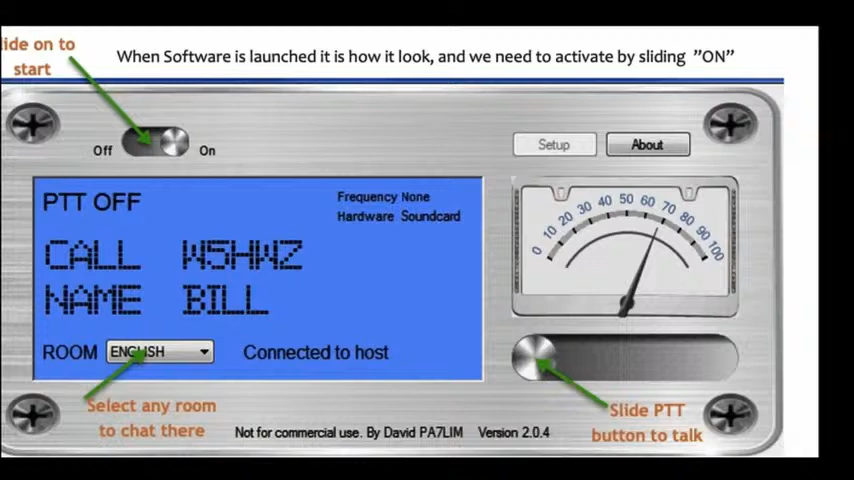 lide on to
start
When Software is launched it is how it look, and we need to activate by sliding ”ON”
Off
On
Setup
About
PTT OFF
Frequency None
Hardware Soundcard
CALL W5HWZ
NAME BILL
ROOM ENGLISH Connected to host
0 10 20 30 40 50 60 70 80 90 100
Select any room
to chat there
Slide PTT
button to talk
Not for commercial use. By David PA7LIM Version 2.0.4